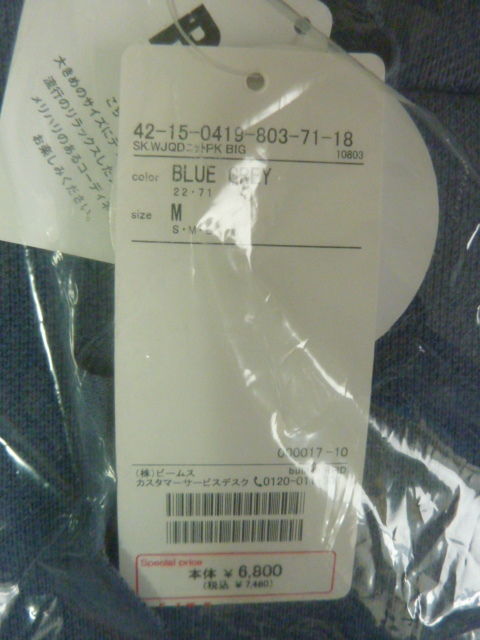 大きめのサイズに
流行のリラックスした
メリハリのあるコーディネ
お楽しみください。
42-15-0419-803-71-18
SK.WJQDニットPK BIG
10803
color BLUE GREY
22・71
size M
S・M・
000017-10
(株)ビームス
カスタマーサービスデスク 0120-011
Special price
本体 ¥ 6,800
(税込 ¥ 7,480)